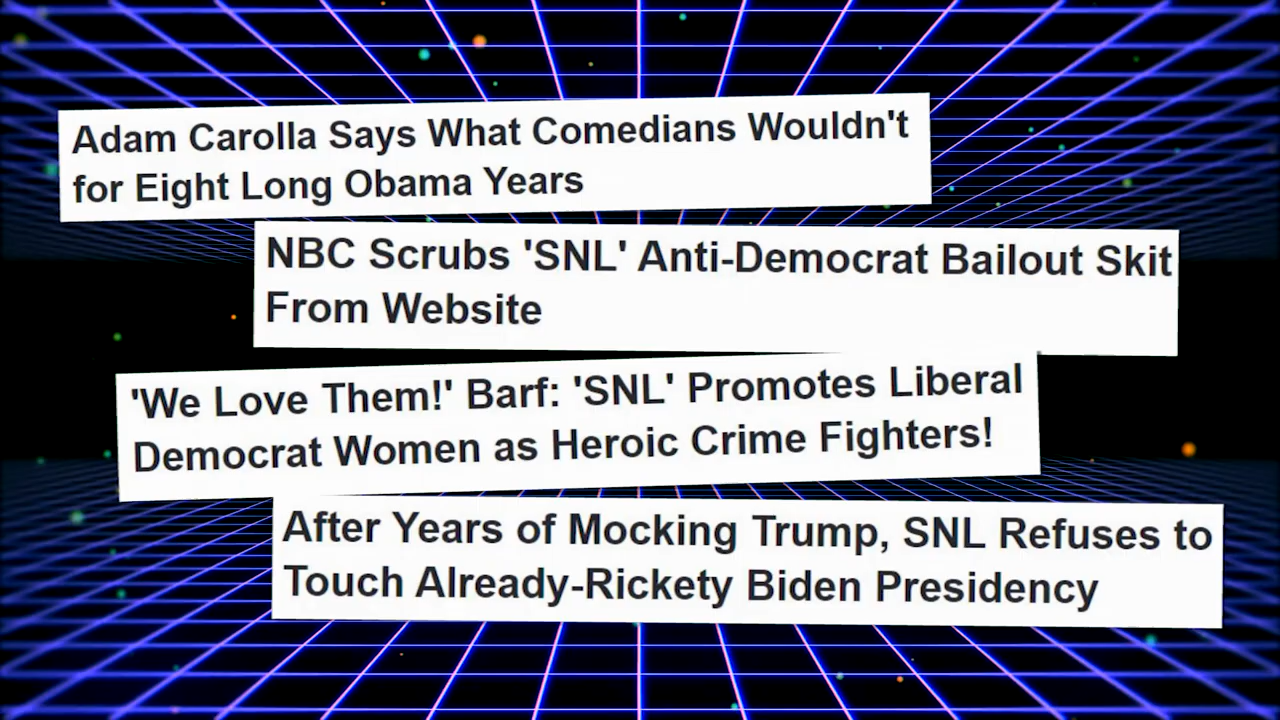 Adam Carolla Says What Comedians Wouldn't
for Eight Long Obama Years
NBC Scrubs 'SNL' Anti-Democrat Bailout Skit
From Website
'We Love Them!' Barf: 'SNL' Promotes Liberal
Democrat Women as Heroic Crime Fighters!
After Years of Mocking Trump, SNL Refuses to
Touch Already-Rickety Biden Presidency